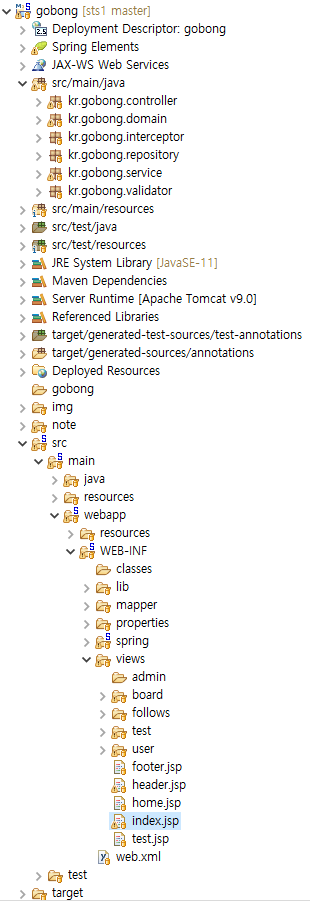 gobong [sts1 master]
Deployment Descriptor: gobong
Spring Elements
JAX-WS Web Services
src/main/java
kr.gobong.controller
kr.gobong.domain
kr.gobong.interceptor
kr.gobong.repository
kr.gobong.service
kr.gobong.validator
src/main/resources
src/test/java
src/test/resources
JRE System Library [JavaSE-11]
Maven Dependencies
Server Runtime [Apache Tomcat v9.0]
Referenced Libraries
target/generated-test-sources/test-annotations
target/generated-sources/annotations
Deployed Resources
gobong
img
note
src
main
java
resources
webapp
resources
WEB-INF
classes
lib
mapper
properties
spring
views
admin
board
follows
test
user
footer.jsp
header.jsp
home.jsp
index.jsp
test.jsp
web.xml
test
target